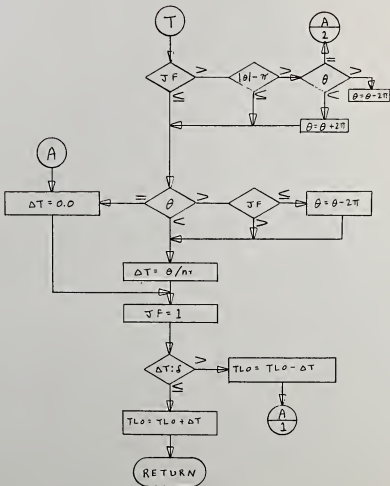 T
A
2
JF
>
|θ|-π
>
θ
=
>
≤
≤
<
θ=θ-2π
θ=θ+2π
A
ΔT=0.0
=
θ
>
<
JF
≤
>
θ=θ-2π
ΔT= θ/nr
JF=1
ΔT:δ
>
≤
TLO= TLO-ΔT
TLO=TLO+ΔT
A
1
RETURN